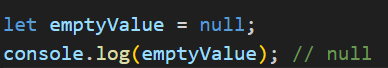 let emptyValue = null;
console.log(emptyValue); // null